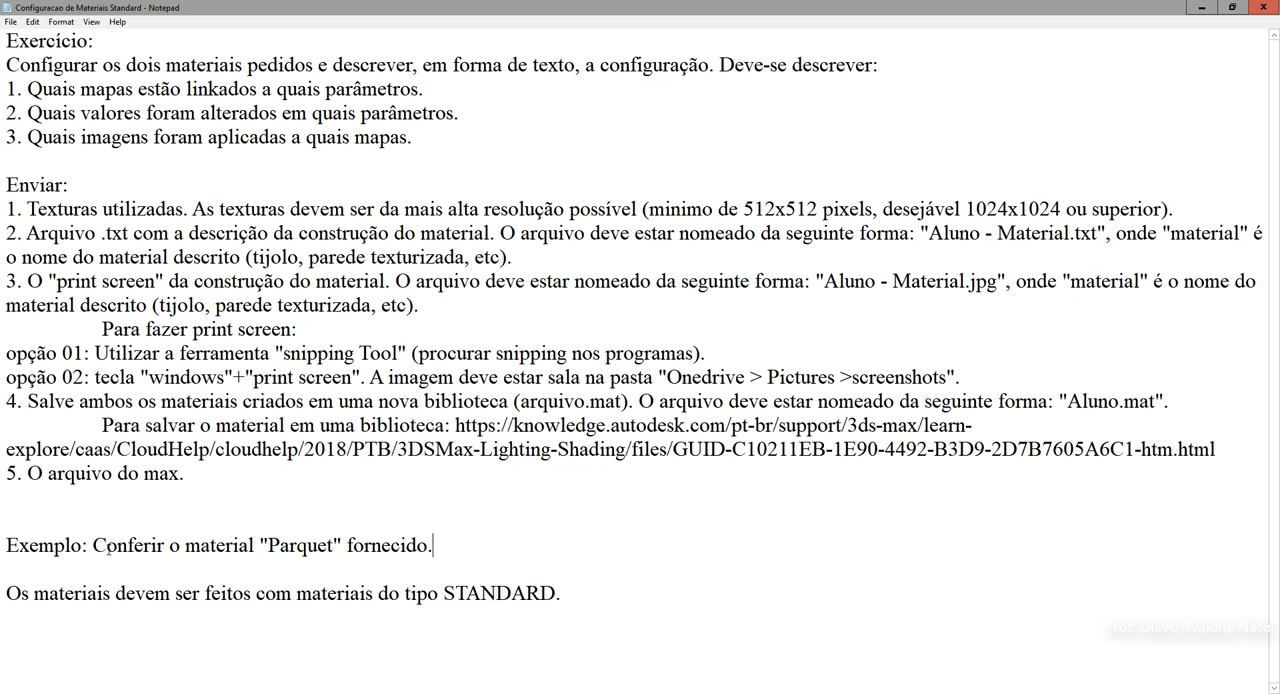 Configuracao de Materiais Standard - Notepad
File Edit Format View Help
Exercício:
Configurar os dois materiais pedidos e descrever, em forma de texto, a configuração. Deve-se descrever:
1. Quais mapas estão linkados a quais parâmetros.
2. Quais valores foram alterados em quais parâmetros.
3. Quais imagens foram aplicadas a quais mapas.
Enviar:
1. Texturas utilizadas. As texturas devem ser da mais alta resolução possível (minimo de 512x512 pixels, desejável 1024x1024 ou superior).
2. Arquivo .txt com a descrição da construção do material. O arquivo deve estar nomeado da seguinte forma: "Aluno - Material.txt", onde "material" é
o nome do material descrito (tijolo, parede texturizada, etc).
3. O "print screen" da construção do material. O arquivo deve estar nomeado da seguinte forma: "Aluno - Material.jpg", onde "material" é o nome do
material descrito (tijolo, parede texturizada, etc).
Para fazer print screen:
opção 01: Utilizar a ferramenta "snipping Tool" (procurar snipping nos programas).
opção 02: tecla "windows"+"print screen". A imagem deve estar sala na pasta "Onedrive > Pictures >screenshots".
4. Salve ambos os materiais criados em uma nova biblioteca (arquivo.mat). O arquivo deve estar nomeado da seguinte forma: "Aluno.mat".
Para salvar o material em uma biblioteca: https://knowledge.autodesk.com/pt-br/support/3ds-max/learn-
explore/caas/CloudHelp/cloudhelp/2018/PTB/3DSMax-Lighting-Shading/files/GUID-C10211EB-1E90-4492-B3D9-2D7B7605A6C1-htm.html
5. O arquivo do max.
Exemplo: Conferir o material "Parquet" fornecido.
Os materiais devem ser feitos com materiais do tipo STANDARD.
Prof. Olavo Avalone Neto